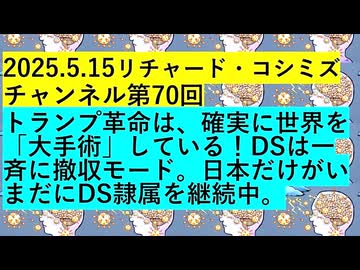 2025.5.15リチャード・コシミズ
チャンネル第70回
トランプ革命は、確実に世界を
「大手術」している！DSは一
斉に撤収モード。日本だけがい
まだにDS隷属を継続中。